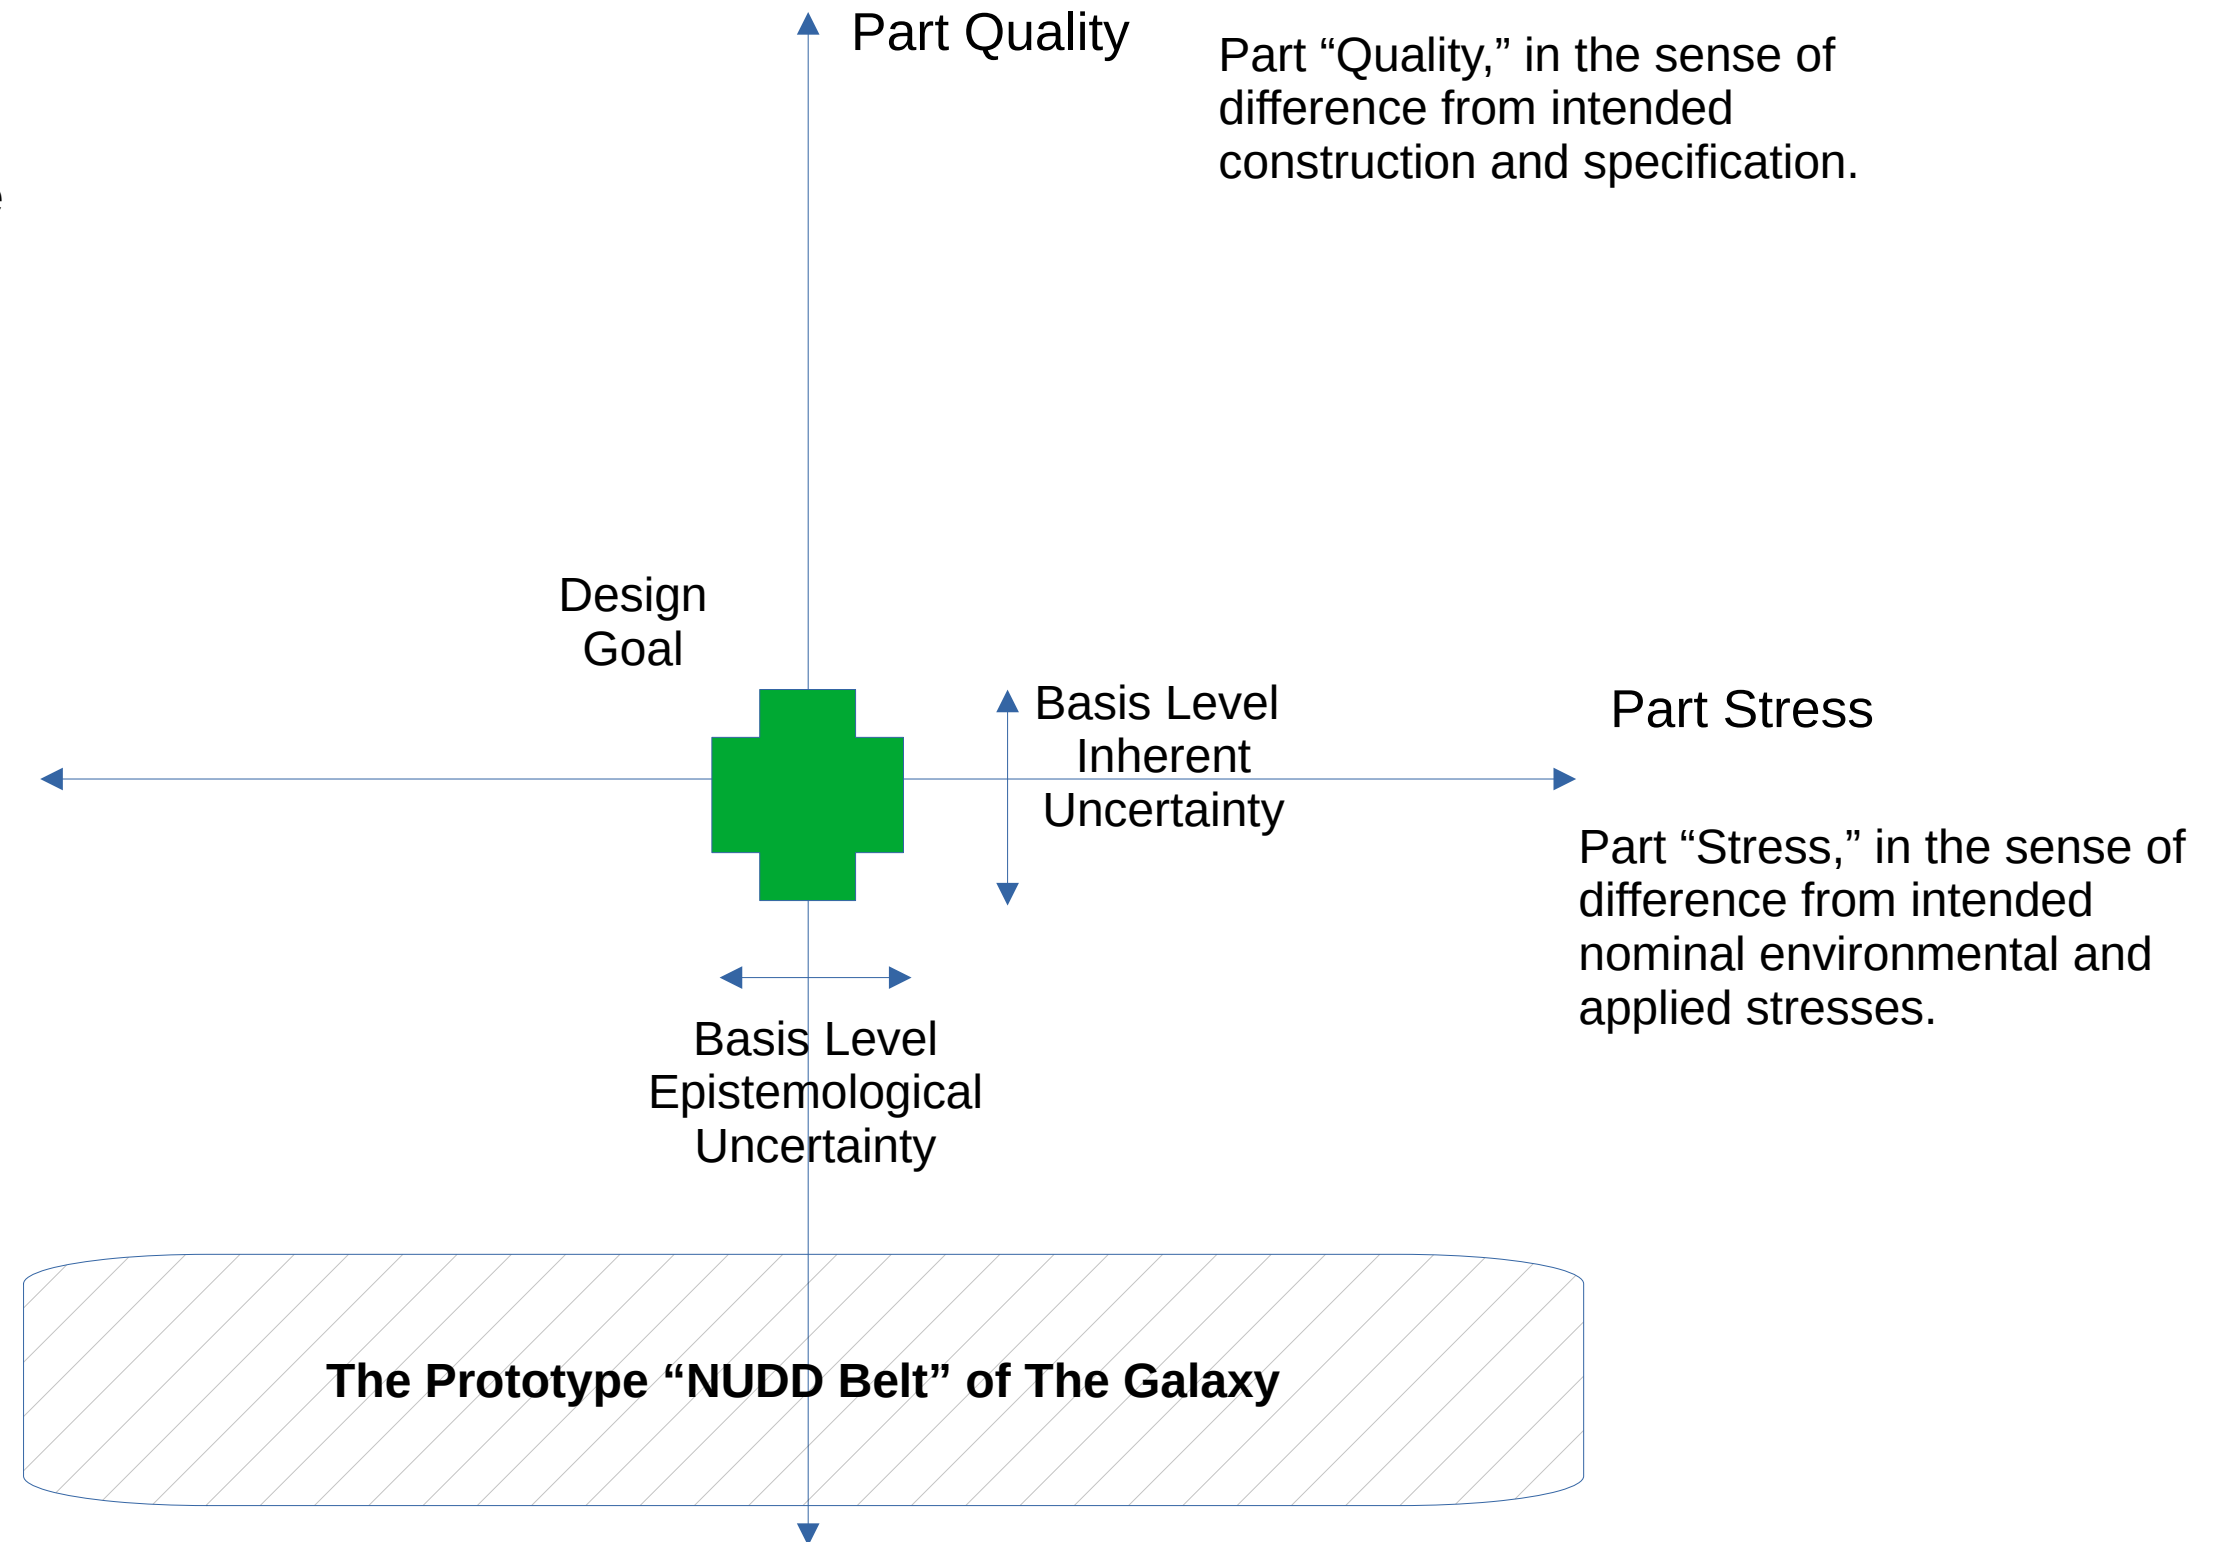 Part Quality
Part “Quality,” in the sense of
difference from intended
construction and specification.
e
Design
Goal
Basis Level
Inherent
Uncertainty
Part Stress
Part “Stress,” in the sense of
difference from intended
nominal environmental and
applied stresses.
Basis Level
Epistemological
Uncertainty
The Prototype “NUDD Belt” of The Galaxy